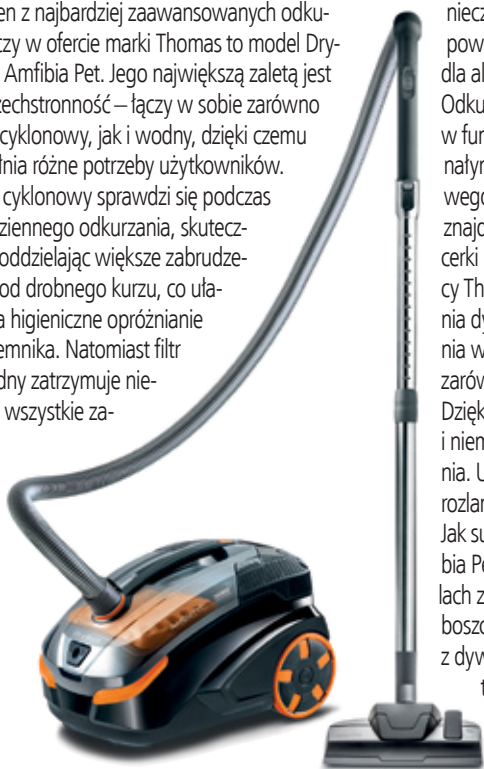 en z najbardziej zaawansowanych odku-
czy w ofercie marki Thomas to model Dry-
Amfibia Pet. Jego największą zaletą jest
zechstronność – łączy w sobie zarówno
cyklonowy, jak i wodny, dzięki czemu
łnia różne potrzeby użytkowników.
cyklonowy sprawdzi się podczas
ziennego odkurzania, skutecz-
oddzielając większe zabrudze-
od drobnego kurzu, co uła-
a higieniczne opróżnianie
emnika. Natomiast filtr
dny zatrzymuje nie-
wszystkie za-
niecz
pow
dla al
Odku
w fur
nałyn
wego
znajd
cerki
cy Th
nia dy
nia w
zarów
Dzięk
i niem
nia. U
rozlar
Jak su
bia Pe
lach z
boszc
z dyw
t